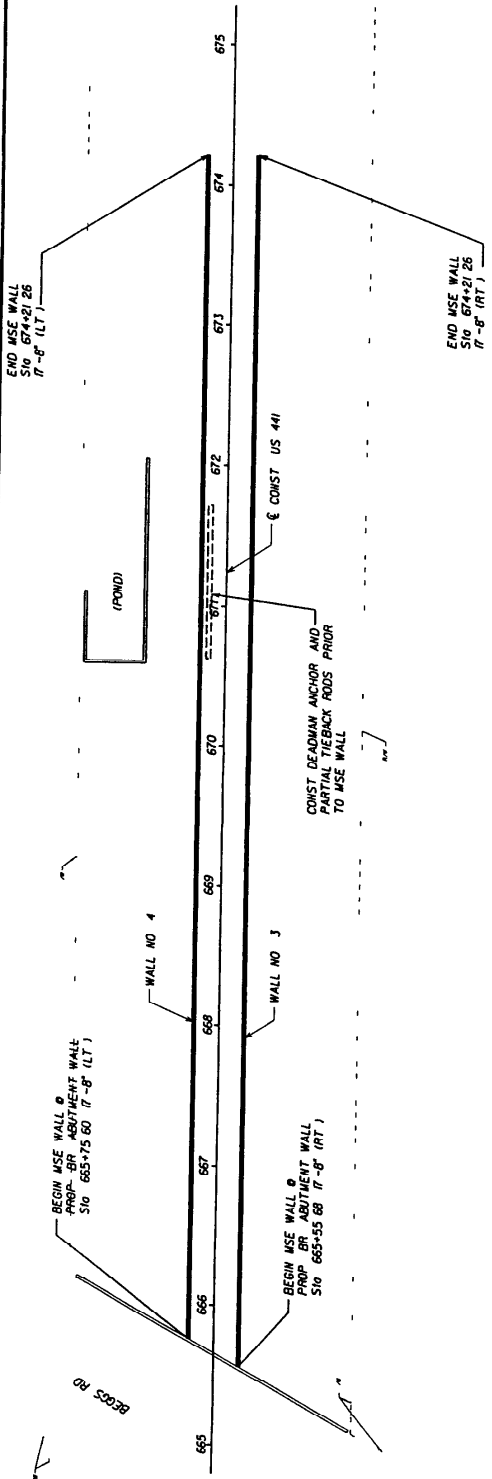 END MSE WALL
Sta 674+21 26
17 -8" (LT )
END MSE WALL
Sta 674+21 26
17 -8" (RT )
(POND)
℄ CONST US 441
CONST DEADMAN ANCHOR AND
PARTIAL TIEBACK RODS PRIOR
TO MSE WALL
WALL NO 4
WALL NO 3
BEGIN MSE WALL @
PROP BR ABUTMENT WALL
Sta 665+75 60 17 -8" (LT )
BEGIN MSE WALL @
PROP BR ABUTMENT WALL
Sta 665+55 68 17 -8" (RT )
BEGGS RD
665
666
667
668
669
670
671
672
673
674
675